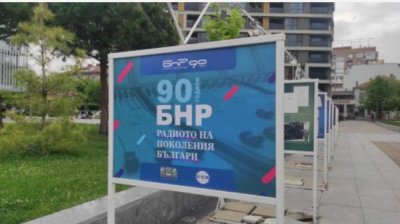 БНР 90
90
ГОДИНИ
БНР
РАДИОТО НА
ПОКОЛЕНИЯ
БЪЛГАРИ